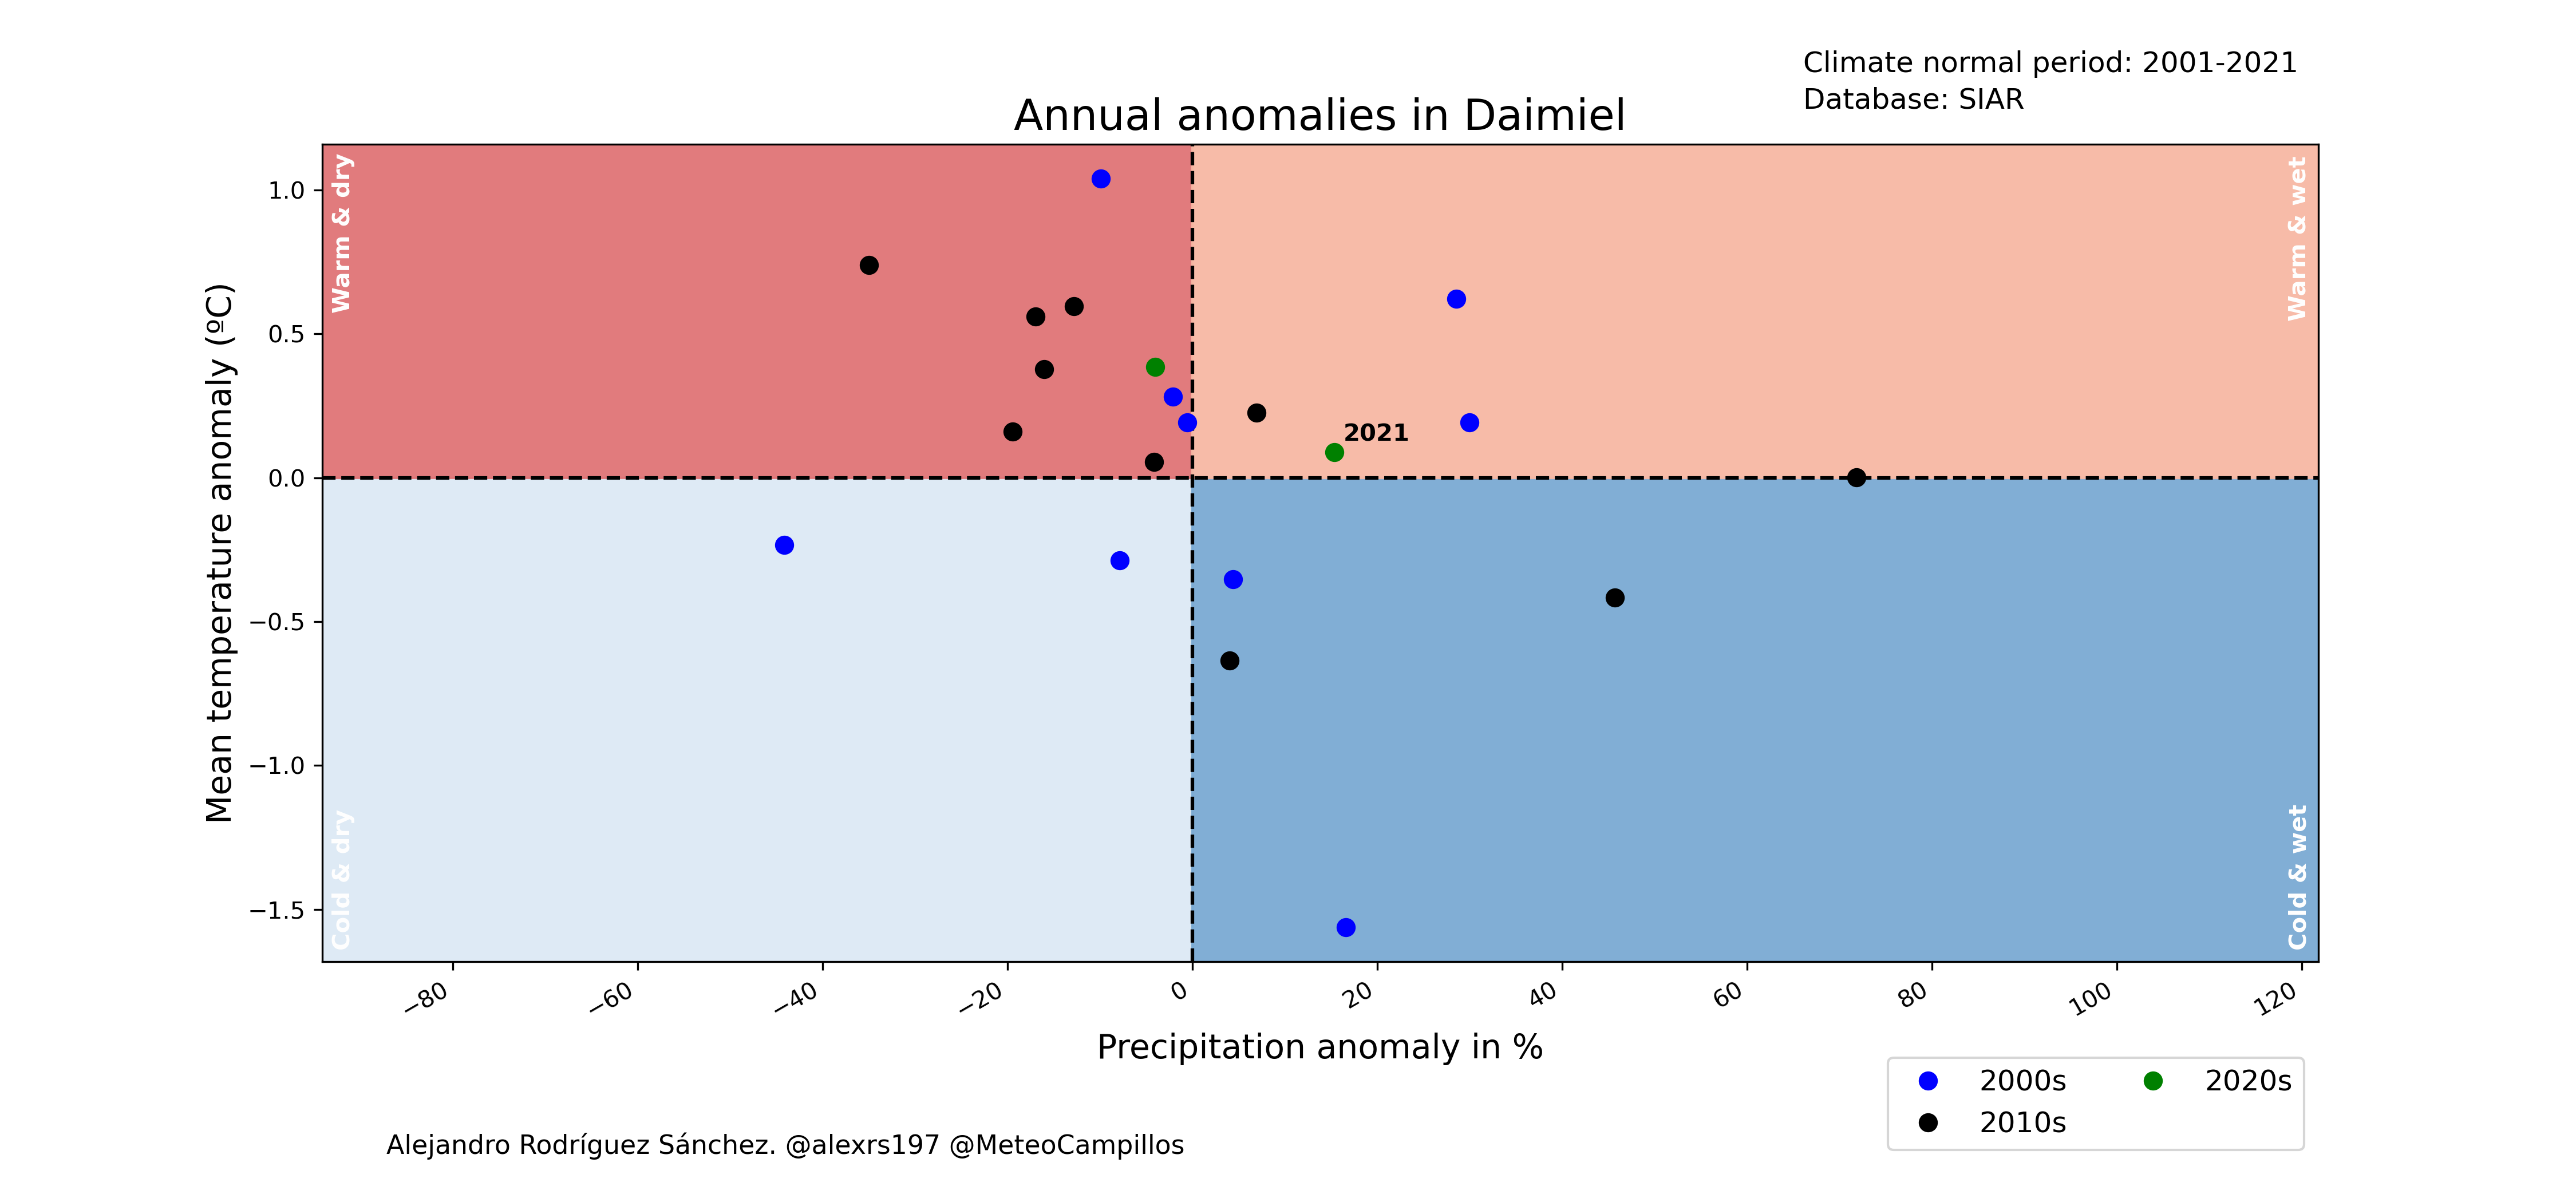 Climate normal period: 2001-2021
Database: SIAR
Annual anomalies in Daimiel
Warm & dry
Warm & wet
Mean temperature anomaly (ºC)
1.0
0.5
0.0
−0.5
−1.0
−1.5
2021
Cold & dry
Cold & wet
−80
−60
−40
−20
0
20
40
60
80
100
120
Precipitation anomaly in %
2000s
2010s
2020s
Alejandro Rodríguez Sánchez. @alexrs197 @MeteoCampillos